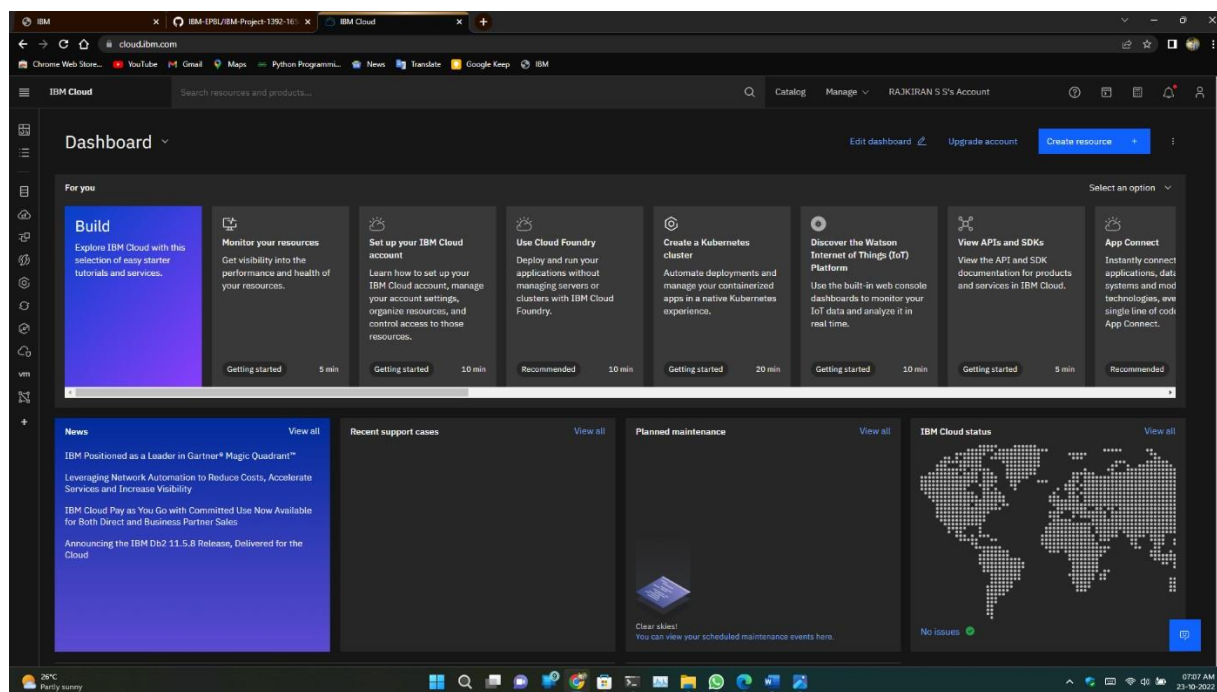 IBM
IBM-EPBL/IBM-Project-1392-165
IBM Cloud
cloud.ibm.com
Chrome Web Store...
YouTube
Gmail
Maps
Python Programmi...
News
Translate
Google Keep
IBM
IBM Cloud
Search resources and products...
Catalog
Manage
RAJKIRAN S S's Account
Dashboard
Edit dashboard
Upgrade account
Create resource +
For you
Select an option
Build
Explore IBM Cloud with this
selection of easy starter
tutorials and services.
Monitor your resources
Get visibility into the
performance and health of
your resources.
Getting started 5 min
Set up your IBM Cloud
account
Learn how to set up your
IBM Cloud account, manage
your account settings,
organize resources, and
control access to those
resources.
Getting started 10 min
Use Cloud Foundry
Deploy and run your
applications without
managing servers or
clusters with IBM Cloud
Foundry.
Recommended 10 min
Create a Kubernetes
cluster
Automate deployments and
manage your containerized
apps in a native Kubernetes
experience.
Getting started 20 min
Discover the Watson
Internet of Things (IoT)
Platform
Use the built-in web console
dashboards to monitor your
IoT data and analyze it in
real time.
Getting started 10 min
View APIs and SDKs
View the API and SDK
documentation for products
and services in IBM Cloud.
Getting started 5 min
App Connect
Instantly connect
applications, data
systems and mod
technologies, eve
single line of code
App Connect.
Recommended
vm
News View all
IBM Positioned as a Leader in Gartner® Magic Quadrant™
Leveraging Network Automation to Reduce Costs, Accelerate
Services and Increase Visibility
IBM Cloud Pay as You Go with Committed Use Now Available
for Both Direct and Business Partner Sales
Announcing the IBM Db2 11.5.8 Release, Delivered for the
Cloud
Recent support cases View all
Planned maintenance View all
Clear skies!
You can view your scheduled maintenance events here.
IBM Cloud status View all
No issues
26°C
Partly sunny
07:07 AM
23-10-2022